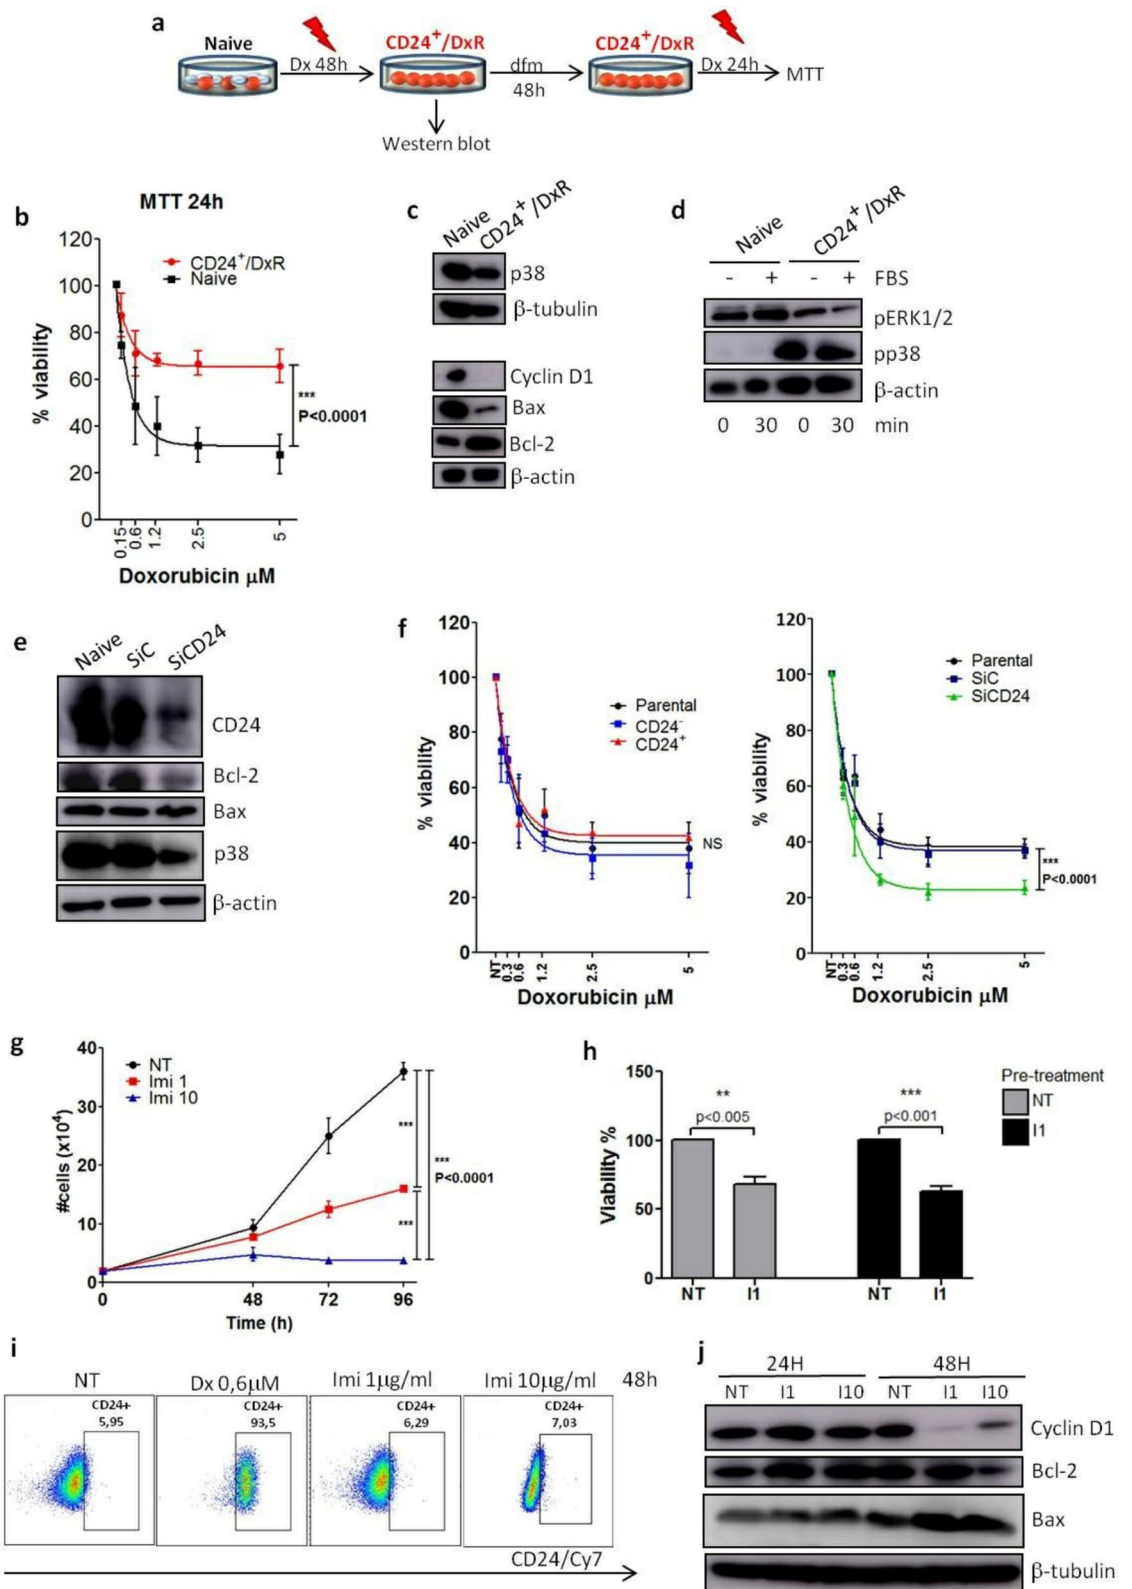 a
Naive
CD24⁺/DxR
CD24⁺/DxR
Dx 48h
dfm
48h
Dx 24h
MTT
Western blot
b
MTT 24h
120
100
80
60
40
20
0
% viability
CD24⁺/DxR
Naive
***
P<0.0001
0.15
0.6
1.2
2.5
5
Doxorubicin μM
c
Naive
CD24⁺/DxR
p38
β-tubulin
Cyclin D1
Bax
Bcl-2
β-actin
d
Naive
CD24⁺/DxR
- + - + FBS
pERK1/2
pp38
β-actin
0 30 0 30 min
e
Naive
SiC
SiCD24
CD24
Bcl-2
Bax
p38
β-actin
f
120
100
80
60
40
20
0
% viability
Parental
CD24⁻
CD24⁺
NS
NT
0.3
0.6
1.2
2.5
5
Doxorubicin μM
120
100
80
60
40
20
0
% viability
Parental
SiC
SiCD24
***
P<0.0001
NT
0.3
0.6
1.2
2.5
5
Doxorubicin μM
g
40
30
20
10
0
#cells (x10⁴)
NT
Imi 1
Imi 10
***
***
P<0.0001
***
0 48 72 96
Time (h)
h
150
100
50
0
Viability %
**
p<0.005
***
p<0.001
Pre-treatment
NT
I1
NT I1 NT I1
i
NT
Dx 0,6μM
Imi 1μg/ml
Imi 10μg/ml
48h
CD24+
5,95
CD24+
93,5
CD24+
6,29
CD24+
7,03
CD24/Cy7
j
24H 48H
NT I1 I10 NT I1 I10
Cyclin D1
Bcl-2
Bax
β-tubulin